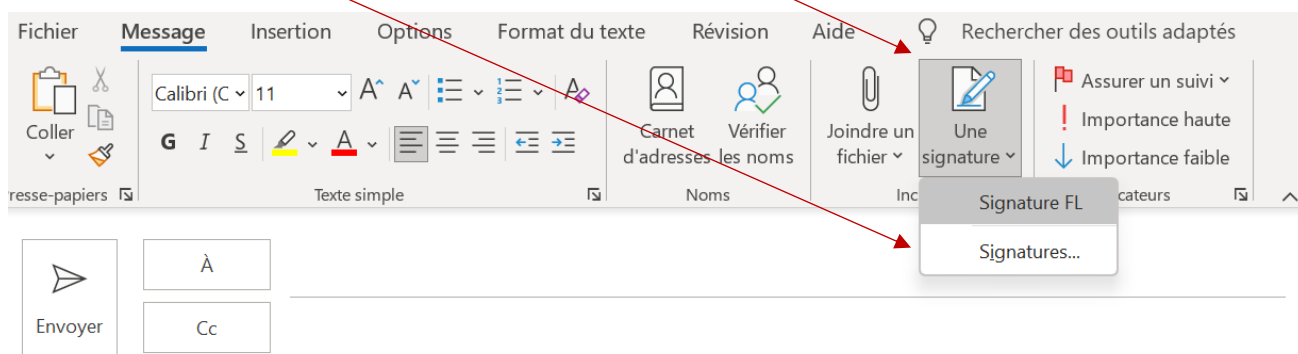 Fichier Message Insertion Options Format du texte Révision Aide Rechercher des outils adaptés
Coller
Calibri (C 11
G I S A
Carnet d'adresses
Vérifier les noms
Joindre un fichier
Une signature
Assurer un suivi
Importance haute
Importance faible
resse-papiers Texte simple Noms Inc cateurs
Signature FL
Signatures...
À
Envoyer
Cc